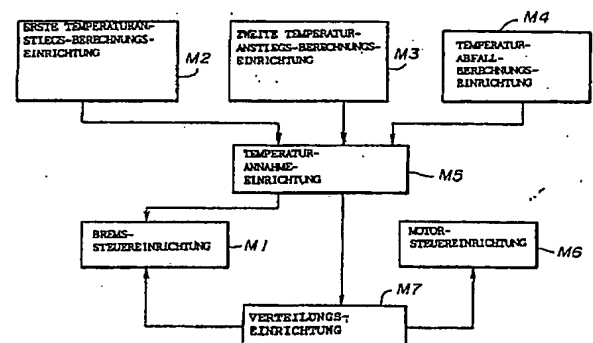 ERSTE TEMPERATURAN-
STIEGS-BERECHNUNGS-
EINRICHTUNG
M2
ZWEITE TEMPERATUR-
ANSTIEGS-BERECHNUNGS-
EINRICHTUNG
M3
M4
TEMPERATUR-
ABFALL-
BERECHNUNGS-
EINRICHTUNG
TEMPERATUR-
ANNAHME-
EINRICHTUNG
M5
BREMS-
STEUEREINRICHTUNG
M1
MOTOR-
STEUEREINRICHTUNG
M6
M7
VERTEILUNGS-
EINRICHTUNG